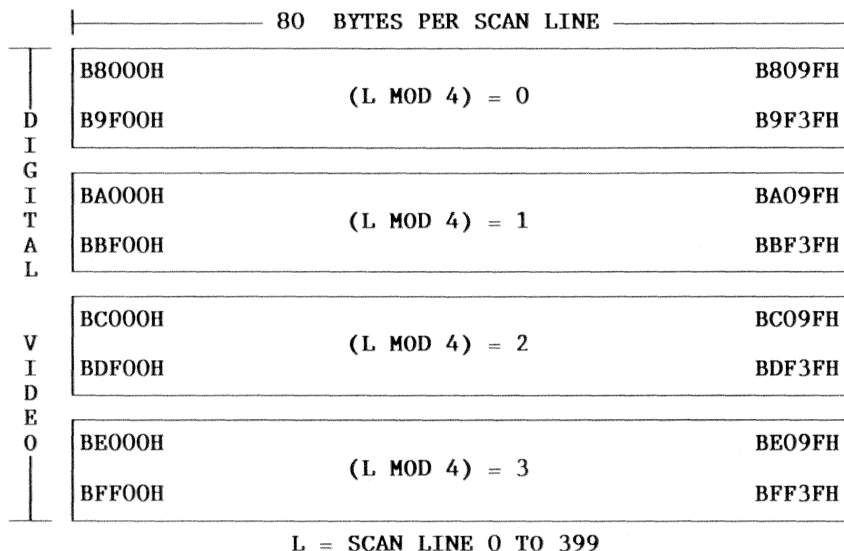 80 BYTES PER SCAN LINE
DIGITAL VIDEO
B8000H B809FH
(L MOD 4) = 0
B9F00H B9F3FH
BA000H BA09FH
(L MOD 4) = 1
BBF00H BBF3FH
BC000H BC09FH
(L MOD 4) = 2
BDF00H BDF3FH
BE000H BE09FH
(L MOD 4) = 3
BFF00H BFF3FH
L = SCAN LINE 0 TO 399